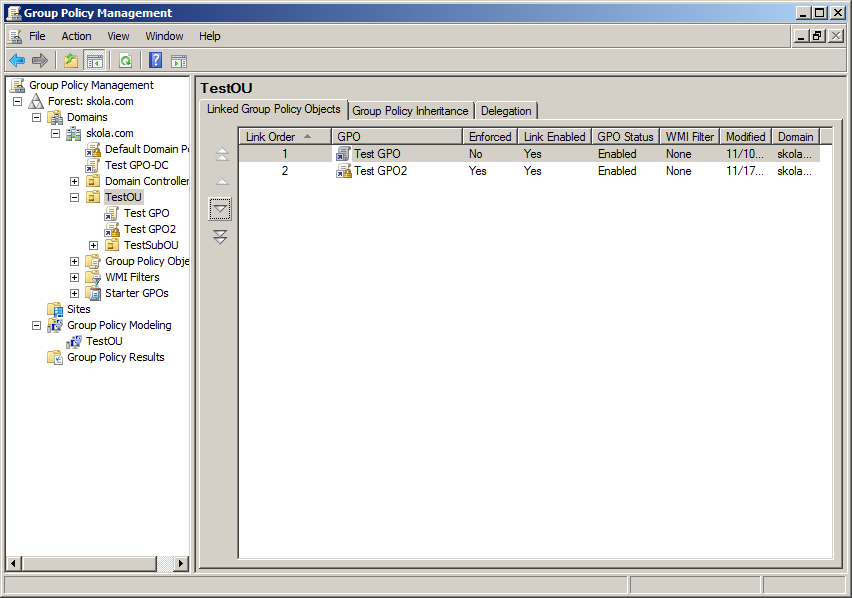 Group Policy Management
File Action View Window Help
Group Policy Management
Forest: skola.com
Domains
skola.com
Default Domain Po
Test GPO-DC
Domain Controller
TestOU
Test GPO
Test GPO2
TestSubOU
Group Policy Obje
WMI Filters
Starter GPOs
Sites
Group Policy Modeling
TestOU
Group Policy Results
TestOU
Linked Group Policy Objects Group Policy Inheritance Delegation
Link Order GPO Enforced Link Enabled GPO Status WMI Filter Modified Domain
1 Test GPO No Yes Enabled None 11/10... skola...
2 Test GPO2 Yes Yes Enabled None 11/17... skola...